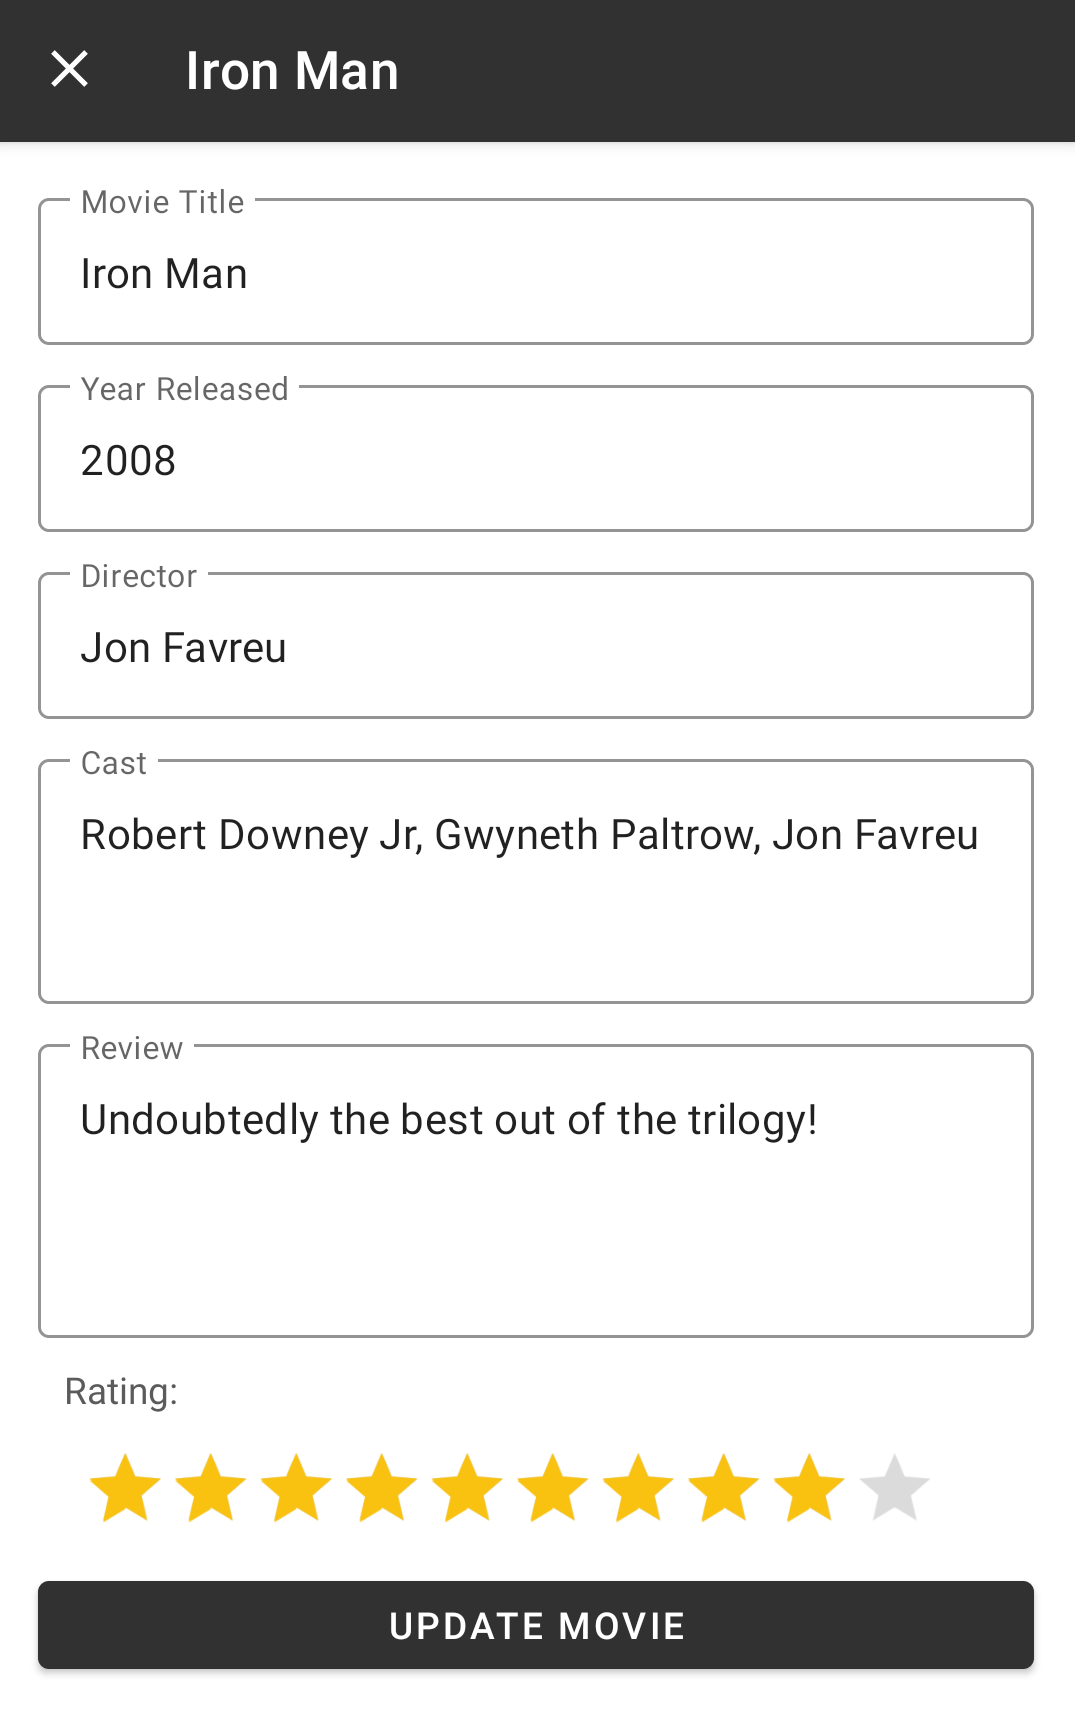 Iron Man
Movie Title
Iron Man
Year Released
2008
Director
Jon Favreu
Cast
Robert Downey Jr, Gwyneth Paltrow, Jon Favreu
Review
Undoubtedly the best out of the trilogy!
Rating:
UPDATE MOVIE